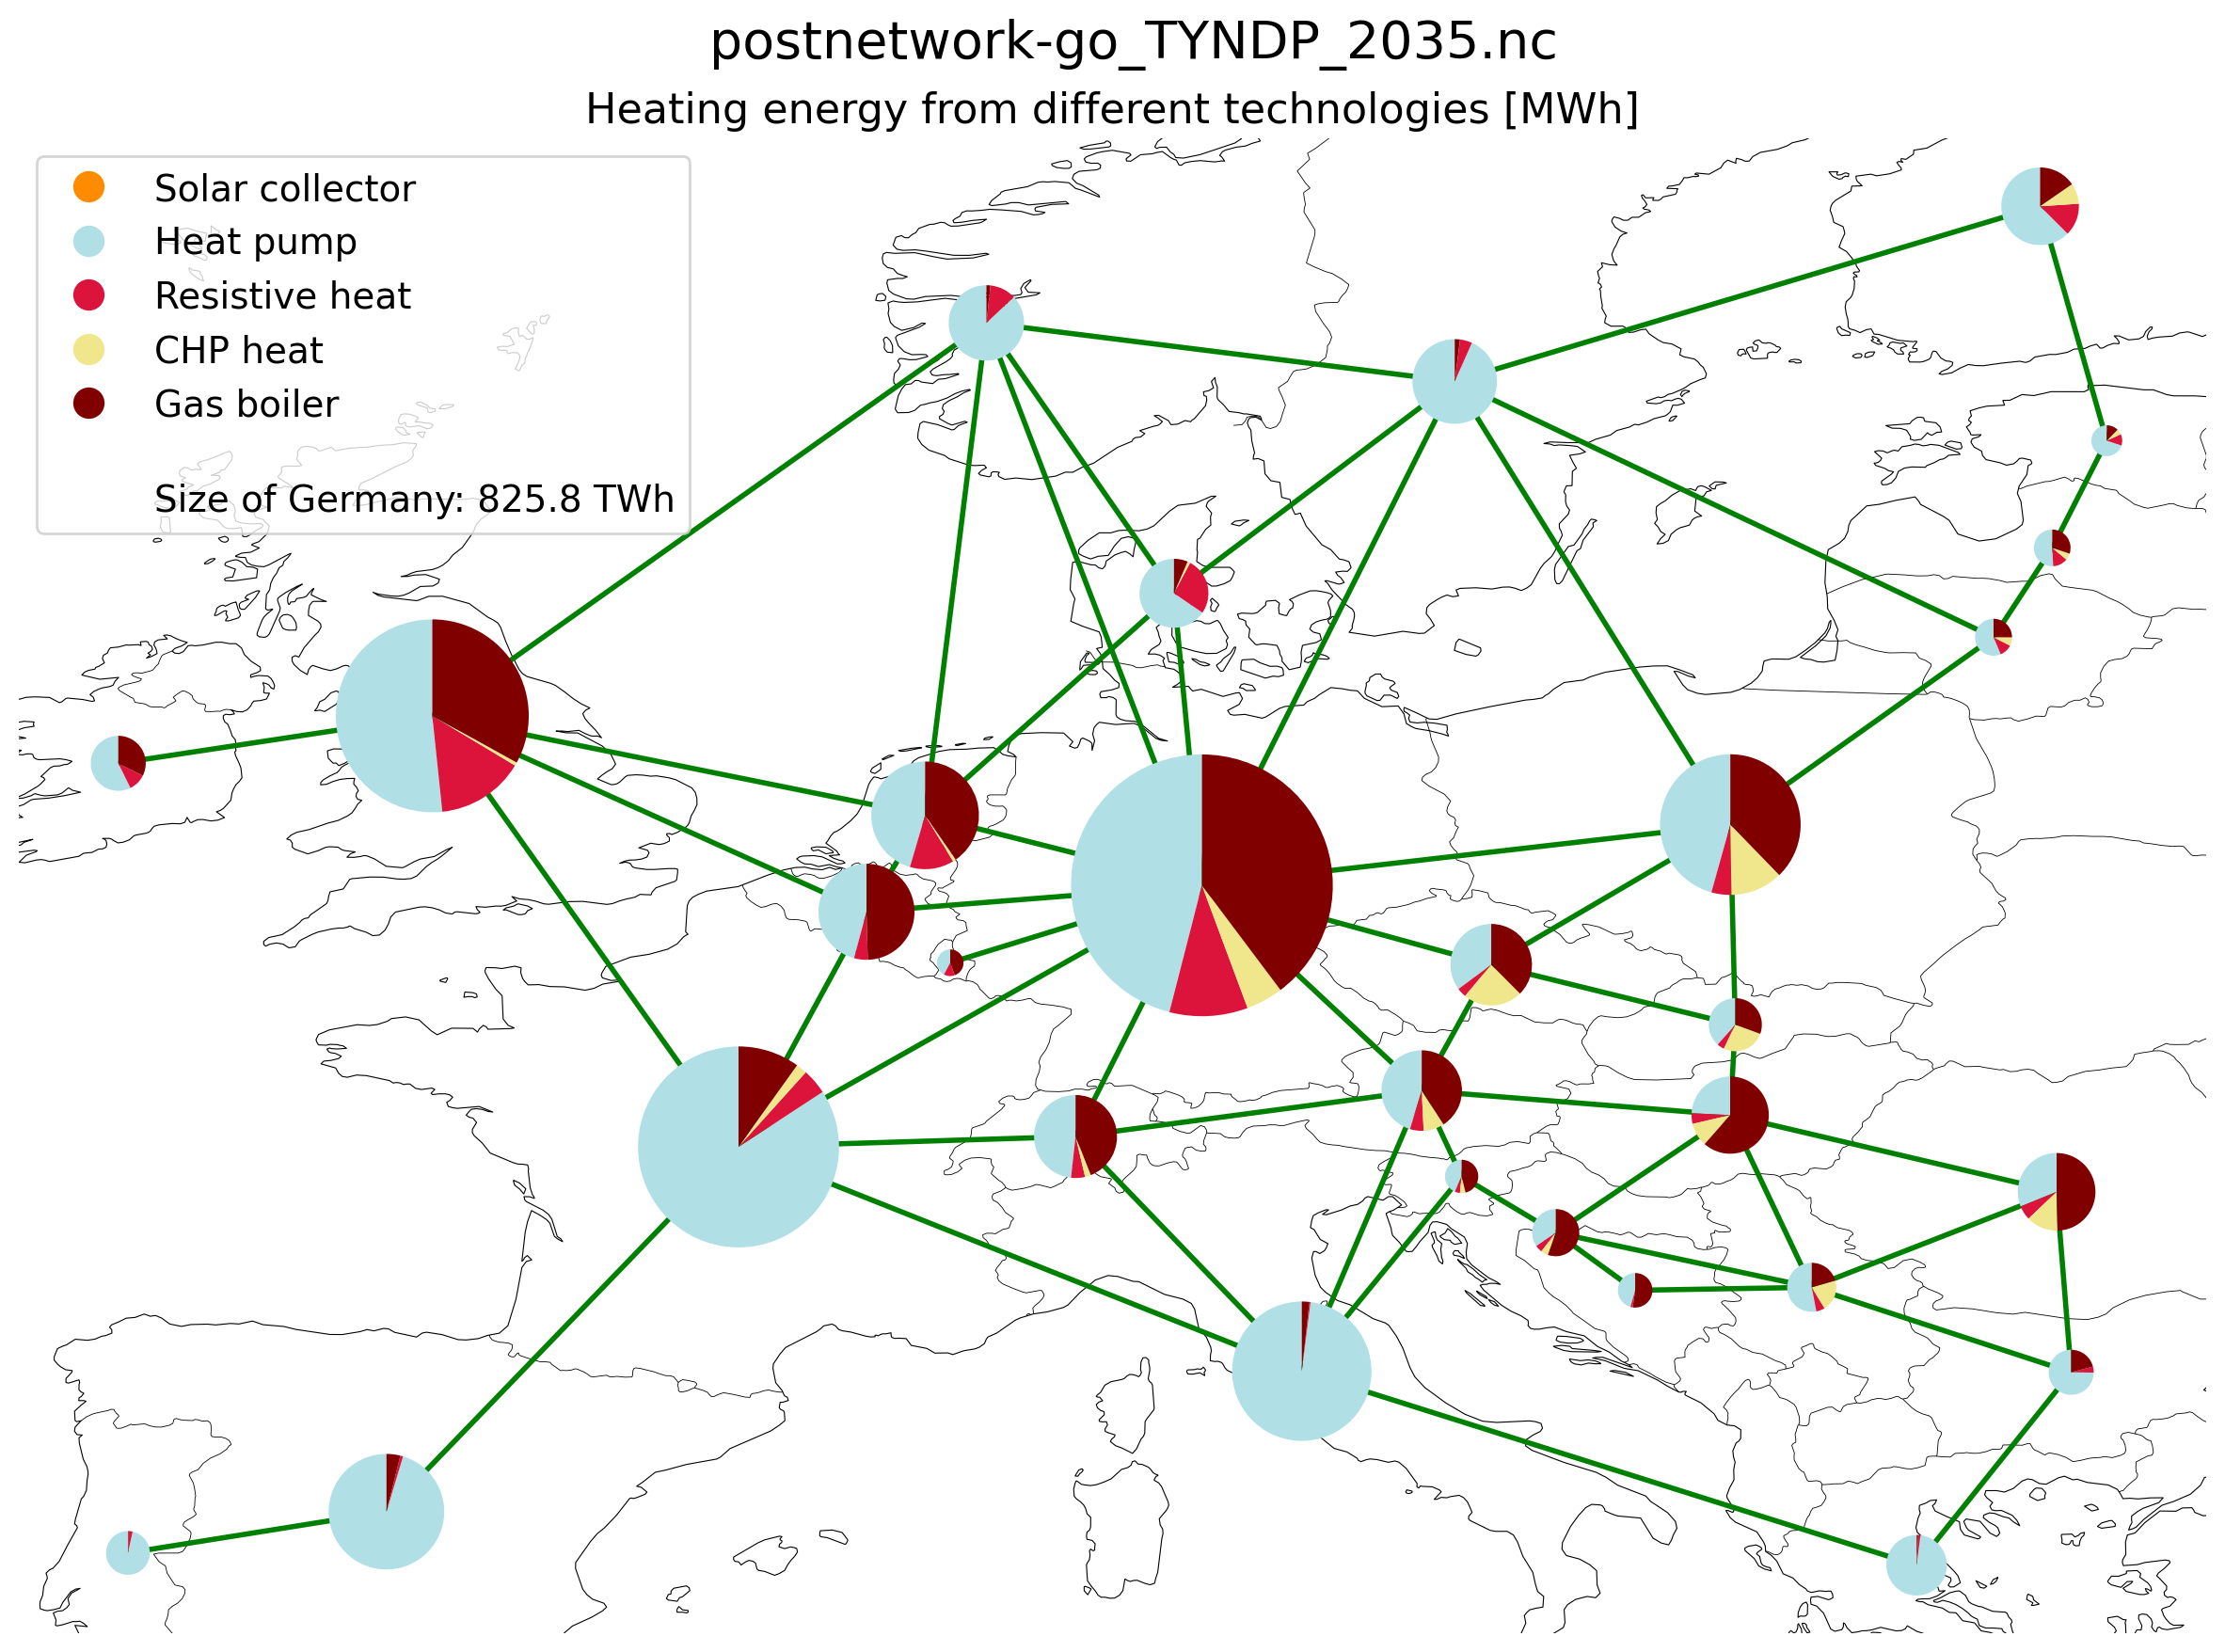 postnetwork-go_TYNDP_2035.nc
Heating energy from different technologies [MWh]
Solar collector
Heat pump
Resistive heat
CHP heat
Gas boiler
Size of Germany: 825.8 TWh